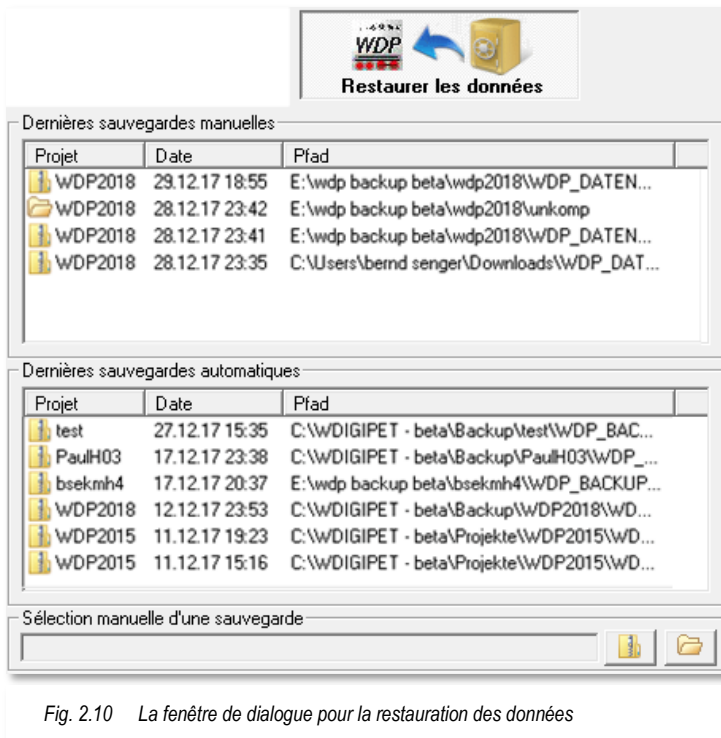 WDP
Restaurer les données
Dernières sauvegardes manuelles
Projet Date Pfad
WDP2018 29.12.17 18:55 E:\wdp backup beta\wdp2018\WDP_DATEN...
WDP2018 28.12.17 23:42 E:\wdp backup beta\wdp2018\unkomp
WDP2018 28.12.17 23:41 E:\wdp backup beta\wdp2018\WDP_DATEN...
WDP2018 28.12.17 23:35 C:\Users\bernd senger\Downloads\WDP_DAT...
Dernières sauvegardes automatiques
Projet Date Pfad
test 27.12.17 15:35 C:\WDIGIPET - beta\Backup\test\WDP_BAC...
PaulH03 17.12.17 23:38 C:\WDIGIPET - beta\Backup\PaulH03\WDP_...
bsekmh4 17.12.17 20:37 E:\wdp backup beta\bsekmh4\WDP_BACKUP...
WDP2018 12.12.17 23:53 C:\WDIGIPET - beta\Backup\WDP2018\WD...
WDP2015 11.12.17 19:23 C:\WDIGIPET - beta\Projekte\WDP2015\WD...
WDP2015 11.12.17 15:16 C:\WDIGIPET - beta\Projekte\WDP2015\WD...
Sélection manuelle d'une sauvegarde
Fig. 2.10 La fenêtre de dialogue pour la restauration des données